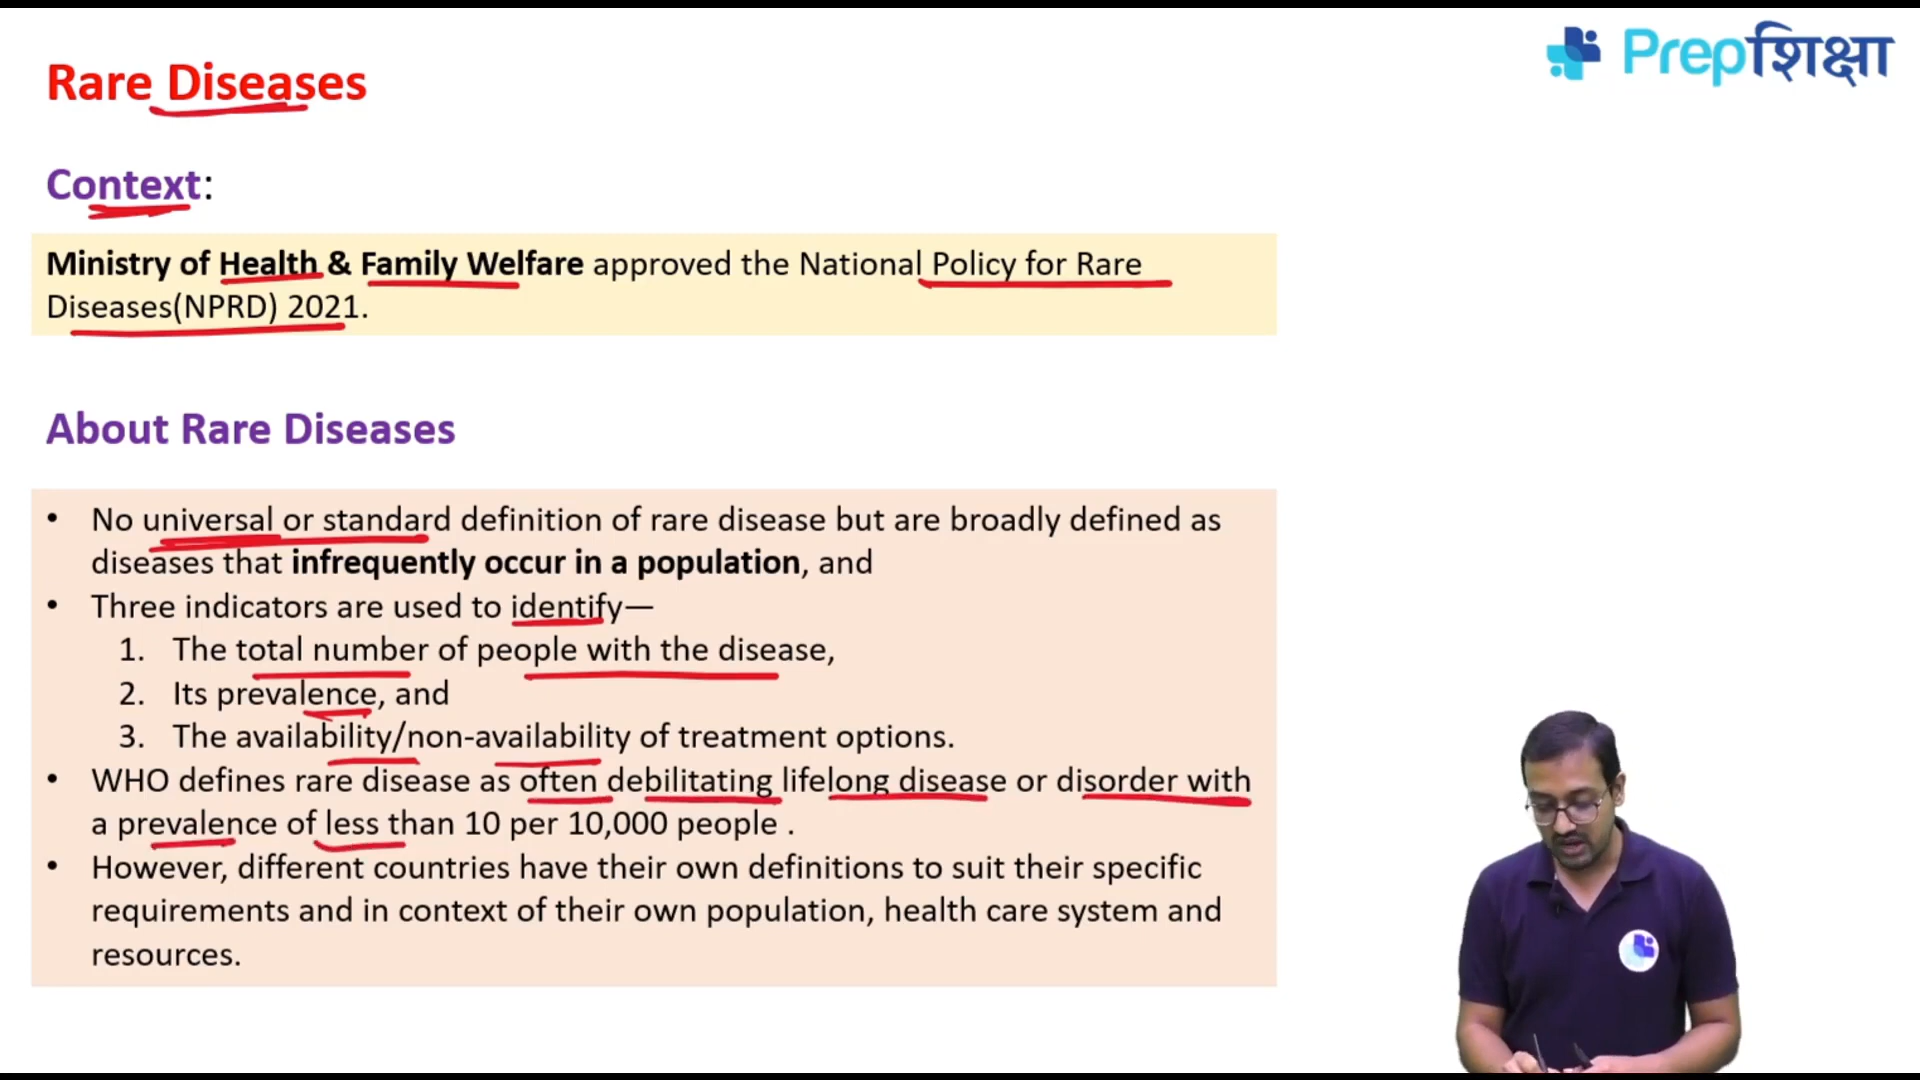 Prepशिक्षा
Rare Diseases
Context:
Ministry of Health & Family Welfare approved the National Policy for Rare
Diseases(NPRD) 2021.
About Rare Diseases
• No universal or standard definition of rare disease but are broadly defined as
diseases that infrequently occur in a population, and
• Three indicators are used to identify—
1. The total number of people with the disease,
2. Its prevalence, and
3. The availability/non-availability of treatment options.
• WHO defines rare disease as often debilitating lifelong disease or disorder with
a prevalence of less than 10 per 10,000 people .
• However, different countries have their own definitions to suit their specific
requirements and in context of their own population, health care system and
resources.